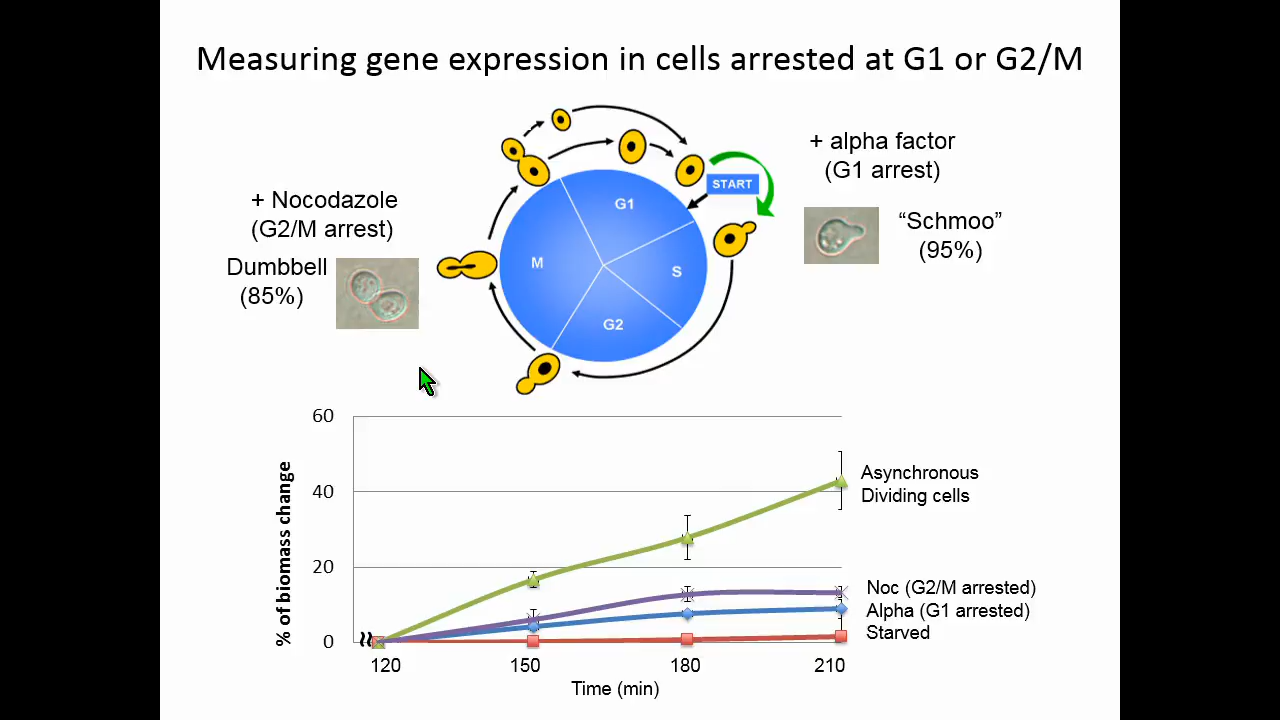 Measuring gene expression in cells arrested at G1 or G2/M
+ Nocodazole
(G2/M arrest)
Dumbbell
(85%)
G1
S
G2
M
START
+ alpha factor
(G1 arrest)
“Schmoo”
(95%)
% of biomass change
60
40
20
0
120
150
180
210
Time (min)
Asynchronous
Dividing cells
Noc (G2/M arrested)
Alpha (G1 arrested)
Starved